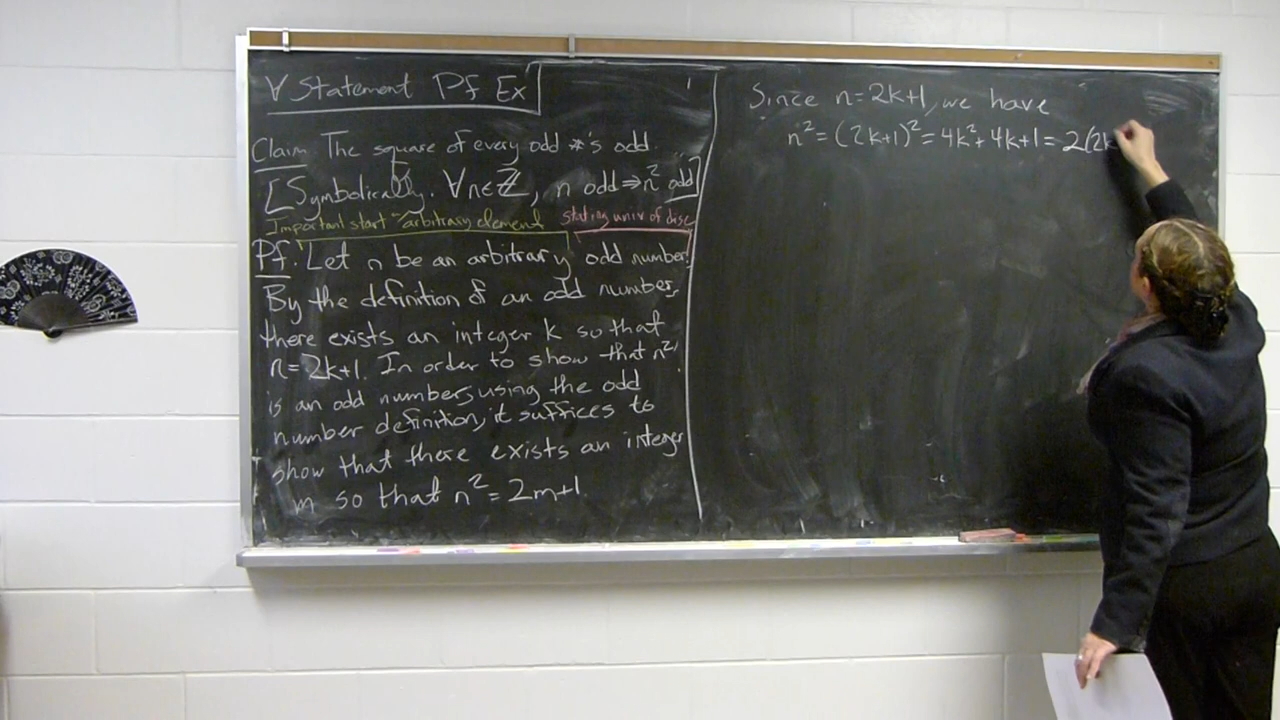 ∀ Statement Pf Ex
Claim The square of every odd #'s odd.
[Symbolically. ∀n∈ℤ, n odd ⇒ n² odd]
Important start "arbitrary element
stating univ of disc
Pf: Let n be an arbitrary odd number.
By the definition of an odd number,
there exists an integer k so that
n = 2k+1. In order to show that n²
is an odd number, using the odd
number definition, it suffices to
show that there exists an integer
m so that n² = 2m+1.
Since n = 2k+1, we have
n² = (2k+1)² = 4k² + 4k + 1 = 2(2k